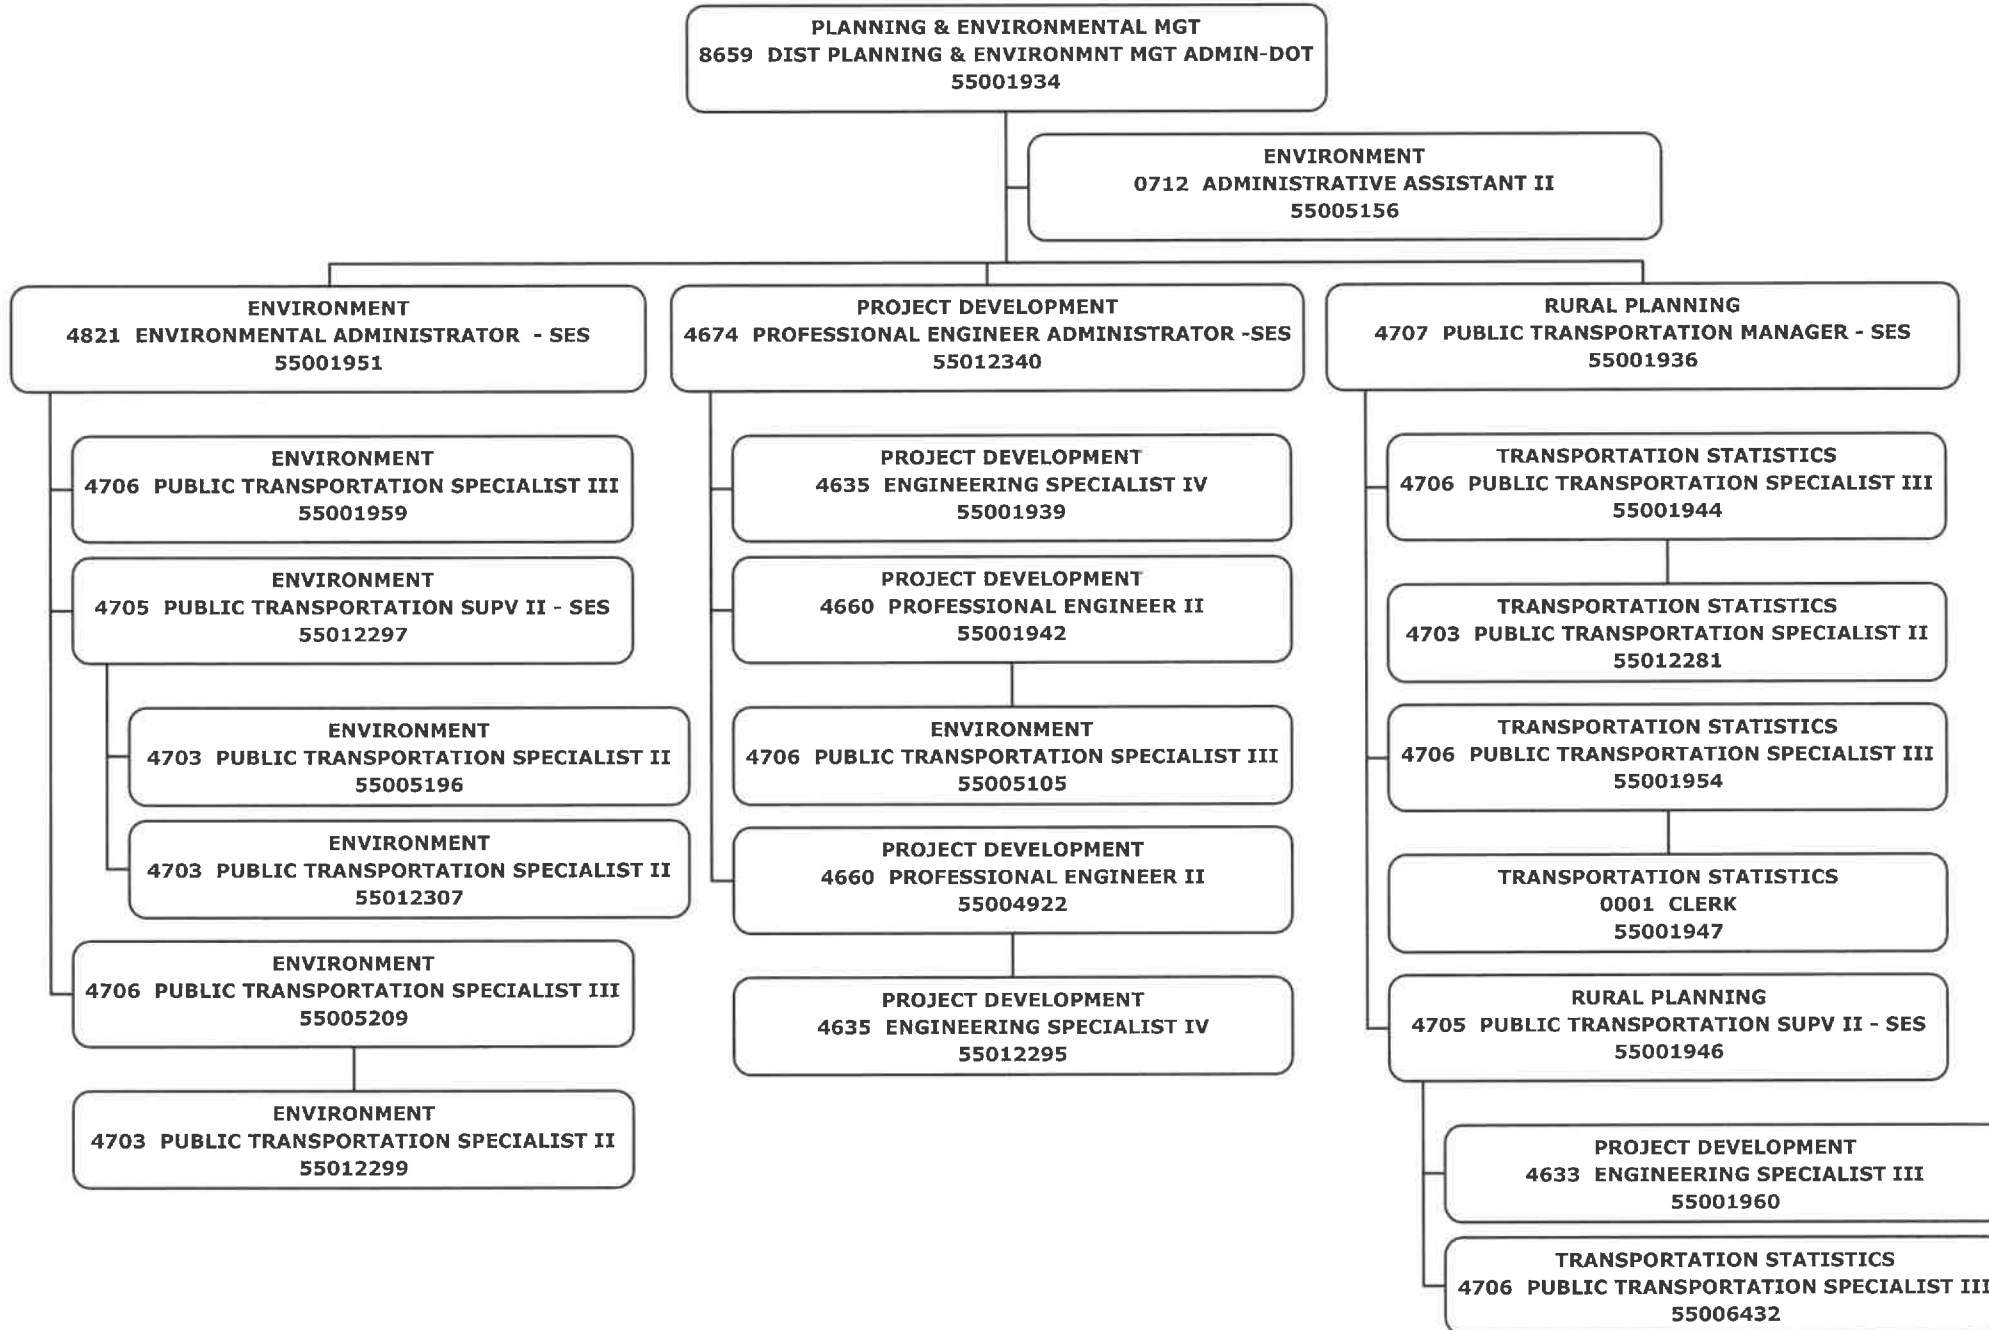 PLANNING & ENVIRONMENTAL MGT
8659 DIST PLANNING & ENVIRONMNT MGT ADMIN-DOT
55001934
ENVIRONMENT
0712 ADMINISTRATIVE ASSISTANT II
55005156
ENVIRONMENT
4821 ENVIRONMENTAL ADMINISTRATOR - SES
55001951
ENVIRONMENT
4706 PUBLIC TRANSPORTATION SPECIALIST III
55001959
ENVIRONMENT
4705 PUBLIC TRANSPORTATION SUPV II - SES
55012297
ENVIRONMENT
4703 PUBLIC TRANSPORTATION SPECIALIST II
55005196
ENVIRONMENT
4703 PUBLIC TRANSPORTATION SPECIALIST II
55012307
ENVIRONMENT
4706 PUBLIC TRANSPORTATION SPECIALIST III
55005209
ENVIRONMENT
4703 PUBLIC TRANSPORTATION SPECIALIST II
55012299
PROJECT DEVELOPMENT
4674 PROFESSIONAL ENGINEER ADMINISTRATOR -SES
55012340
PROJECT DEVELOPMENT
4635 ENGINEERING SPECIALIST IV
55001939
PROJECT DEVELOPMENT
4660 PROFESSIONAL ENGINEER II
55001942
ENVIRONMENT
4706 PUBLIC TRANSPORTATION SPECIALIST III
55005105
PROJECT DEVELOPMENT
4660 PROFESSIONAL ENGINEER II
55004922
PROJECT DEVELOPMENT
4635 ENGINEERING SPECIALIST IV
55012295
RURAL PLANNING
4707 PUBLIC TRANSPORTATION MANAGER - SES
55001936
TRANSPORTATION STATISTICS
4706 PUBLIC TRANSPORTATION SPECIALIST III
55001944
TRANSPORTATION STATISTICS
4703 PUBLIC TRANSPORTATION SPECIALIST II
55012281
TRANSPORTATION STATISTICS
4706 PUBLIC TRANSPORTATION SPECIALIST III
55001954
TRANSPORTATION STATISTICS
0001 CLERK
55001947
RURAL PLANNING
4705 PUBLIC TRANSPORTATION SUPV II - SES
55001946
PROJECT DEVELOPMENT
4633 ENGINEERING SPECIALIST III
55001960
TRANSPORTATION STATISTICS
4706 PUBLIC TRANSPORTATION SPECIALIST III
55006432